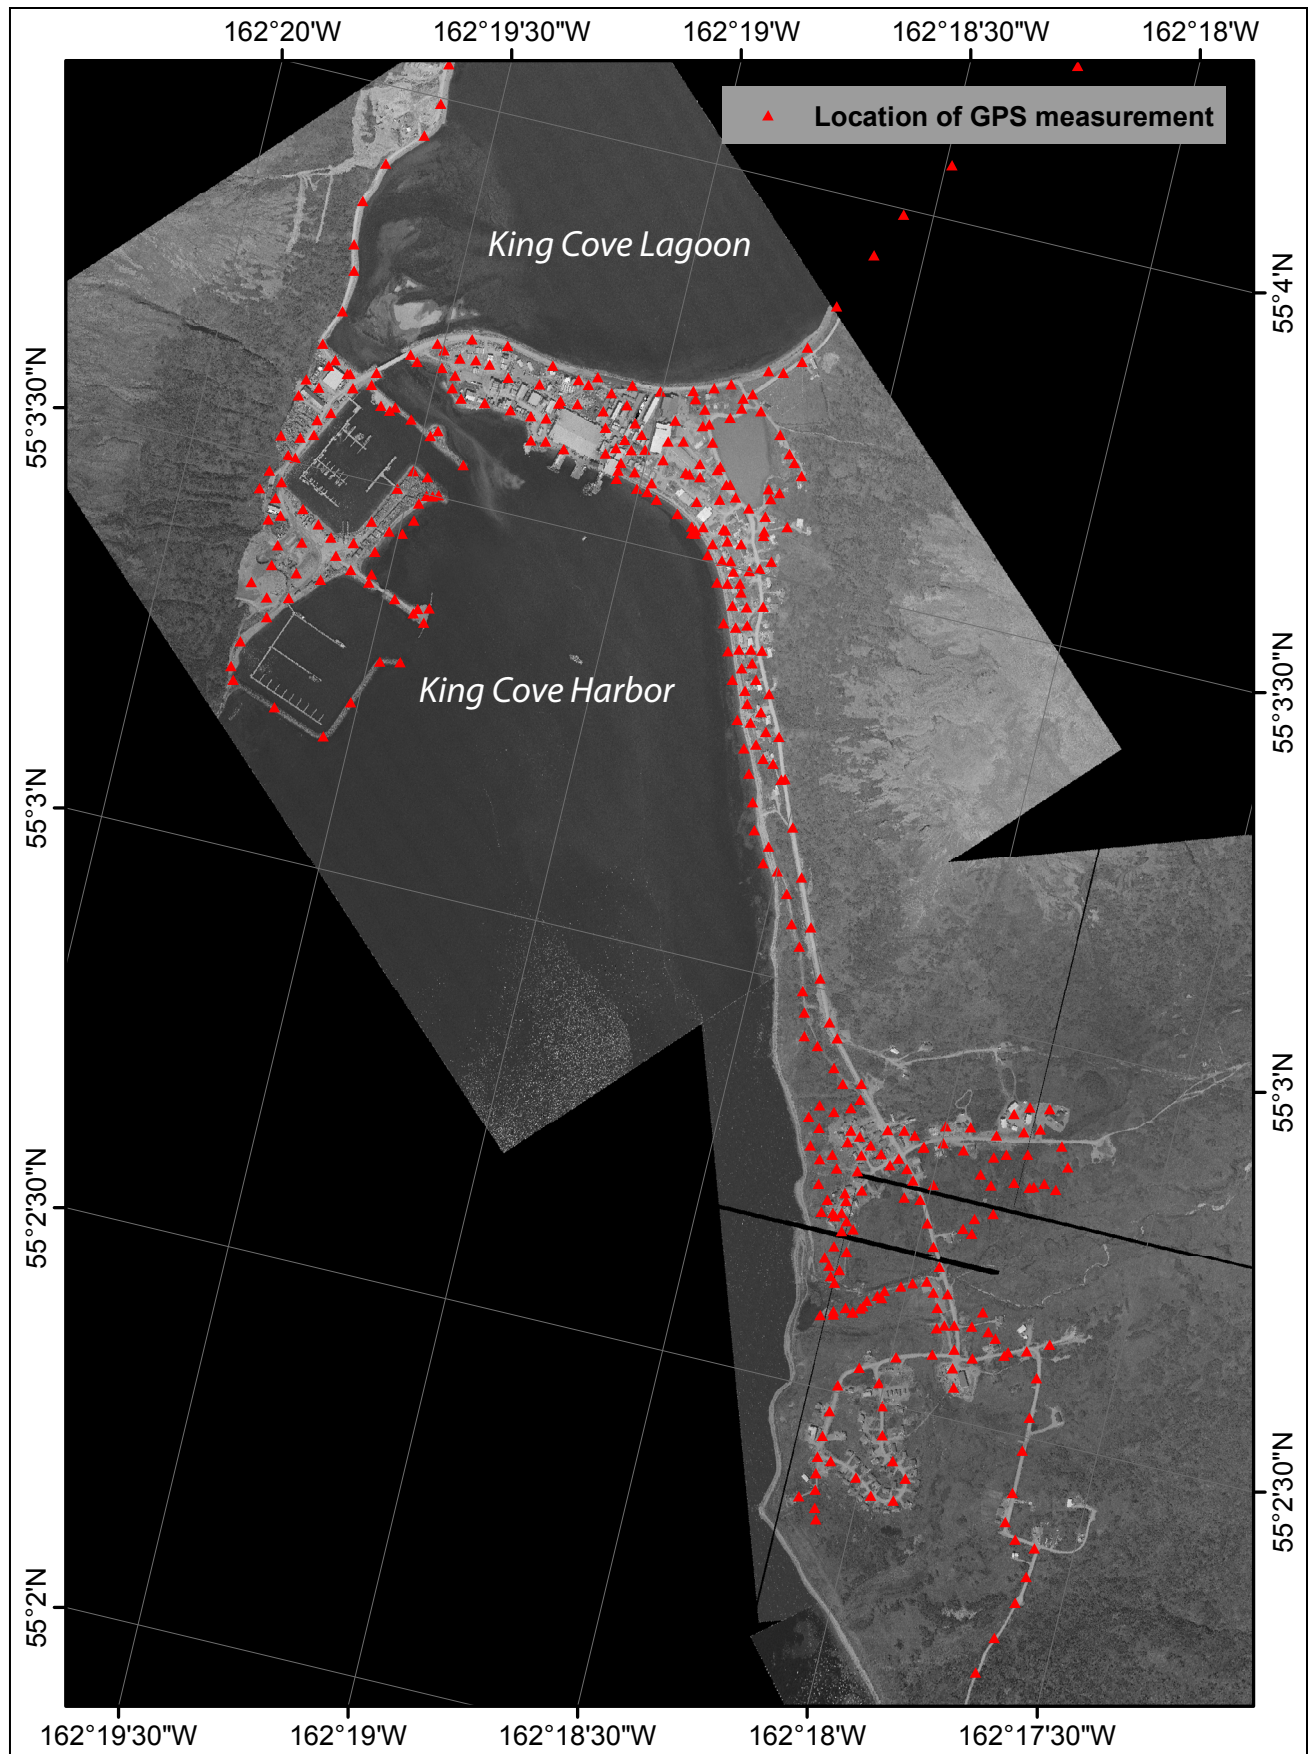 162°20'W 162°19'30"W 162°19'W 162°18'30"W 162°18'W
Location of GPS measurement
King Cove Lagoon
55°4'N
55°3'30"N
King Cove Harbor
55°3'30"N
55°3'N
55°3'N
55°2'30"N
55°2'30"N
55°2'N
162°19'30"W 162°19'W 162°18'30"W 162°18'W 162°17'30"W